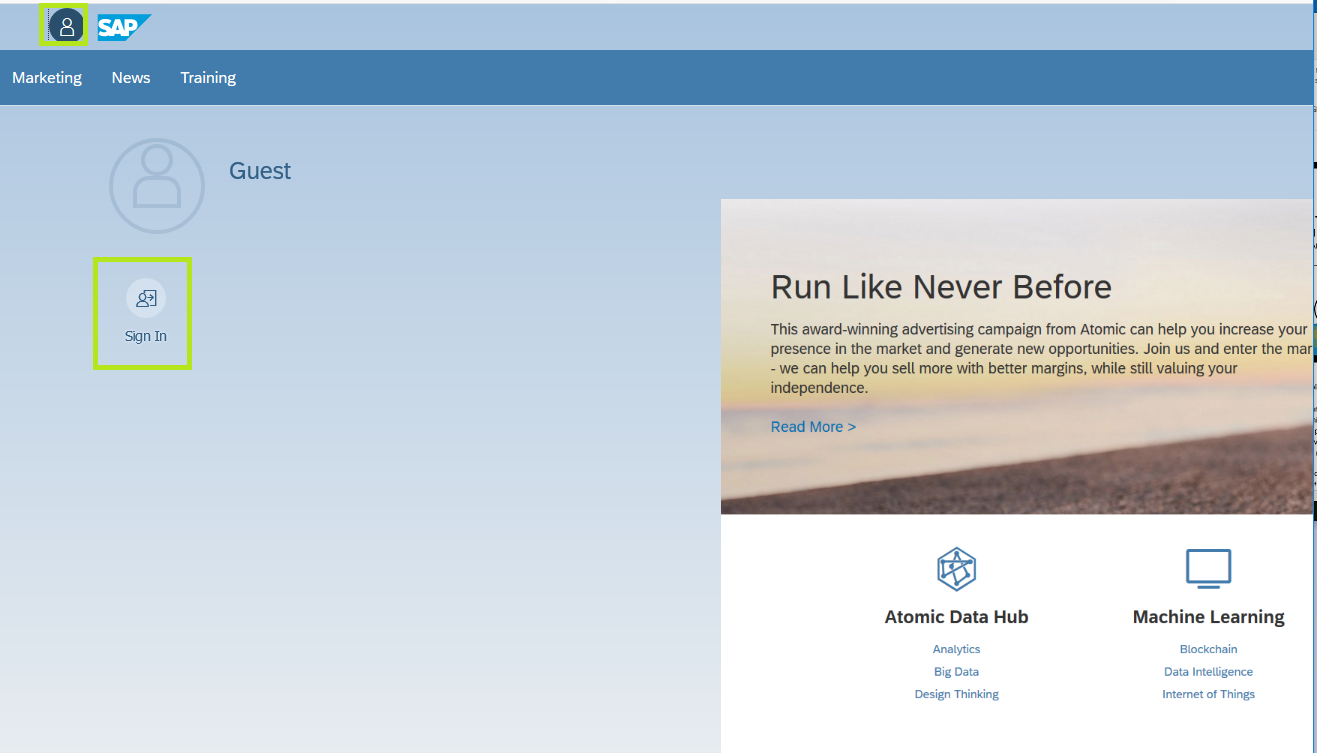 SAP
Marketing News Training
Guest
Sign In
Run Like Never Before
This award-winning advertising campaign from Atomic can help you increase your
presence in the market and generate new opportunities. Join us and enter the mar
- we can help you sell more with better margins, while still valuing your
independence.
Read More >
Atomic Data Hub
Analytics
Big Data
Design Thinking
Machine Learning
Blockchain
Data Intelligence
Internet of Things